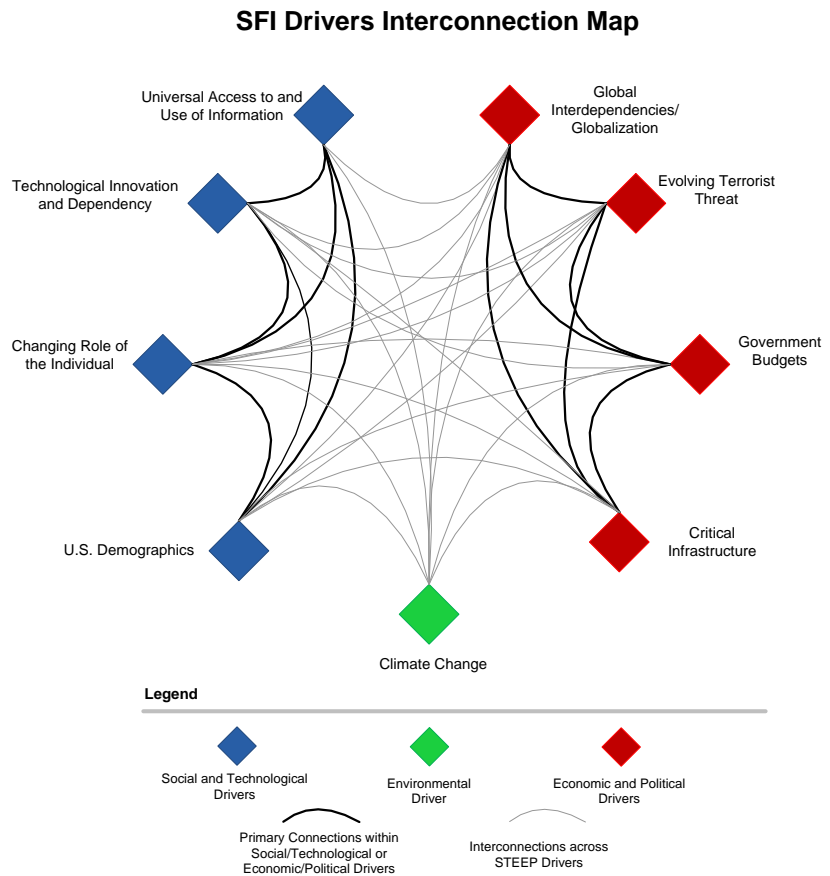 SFI Drivers Interconnection Map
Universal Access to and
Use of Information
Global
Interdependencies/
Globalization
Technological Innovation
and Dependency
Evolving Terrorist
Threat
Changing Role of
the Individual
Government
Budgets
U.S. Demographics
Critical
Infrastructure
Climate Change
Legend
Social and Technological
Drivers
Environmental
Driver
Economic and Political
Drivers
Primary Connections within
Social/Technological or
Economic/Political Drivers
Interconnections across
STEEP Drivers